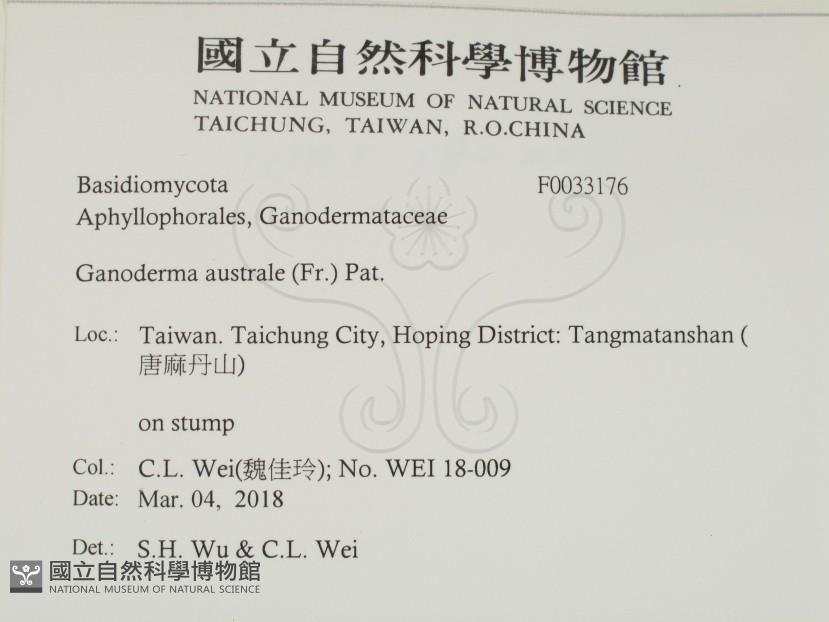 國立自然科學博物館
NATIONAL MUSEUM OF NATURAL SCIENCE
TAICHUNG, TAIWAN, R.O.CHINA
Basidiomycota F0033176
Aphyllophorales, Ganodermataceae
Ganoderma australe (Fr.) Pat.
Loc.: Taiwan. Taichung City, Hoping District: Tangmatanshan (
唐麻丹山)
on stump
Col.: C.L. Wei(魏佳玲); No. WEI 18-009
Date: Mar. 04, 2018
Det.: S.H. Wu & C.L. Wei
國立自然科學博物館
NATIONAL MUSEUM OF NATURAL SCIENCE